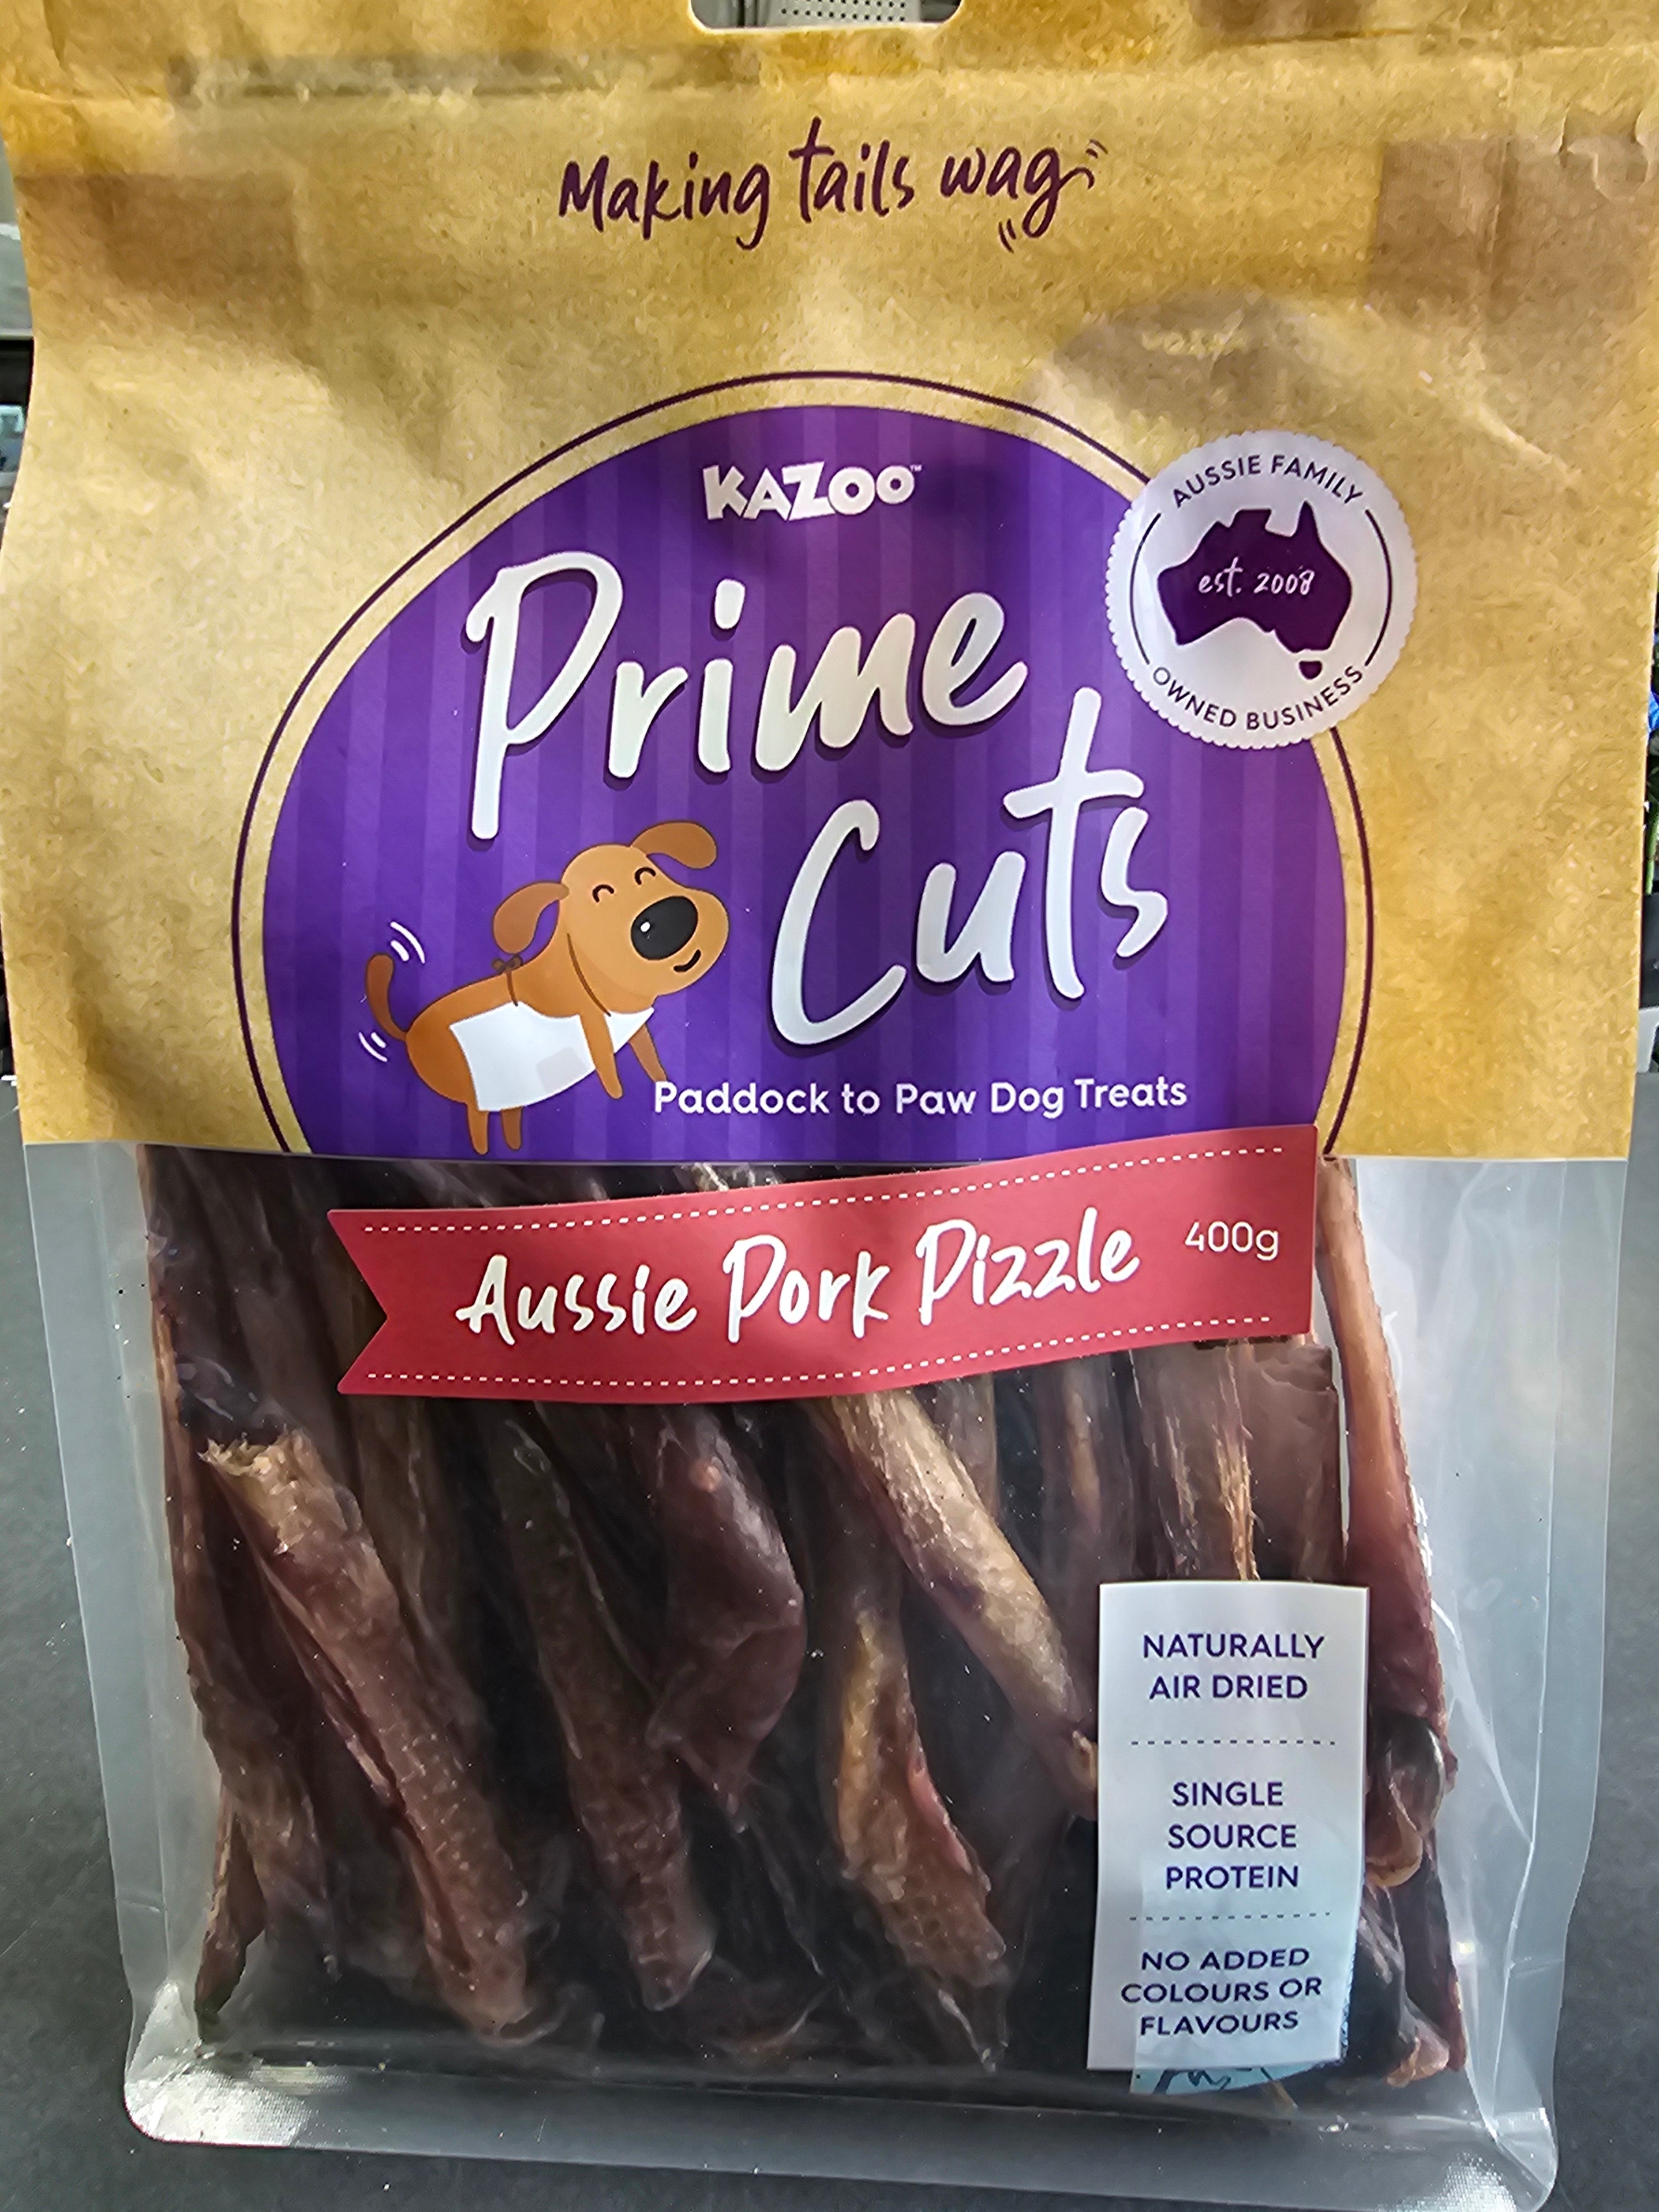 Making tails wag
KAZOO™
AUSSIE FAMILY
est. 2008
OWNED BUSINESS
Prime
Cuts
Paddock to Paw Dog Treats
Aussie Pork Pizzle 400g
NATURALLY
AIR DRIED
SINGLE
SOURCE
PROTEIN
NO ADDED
COLOURS OR
FLAVOURS